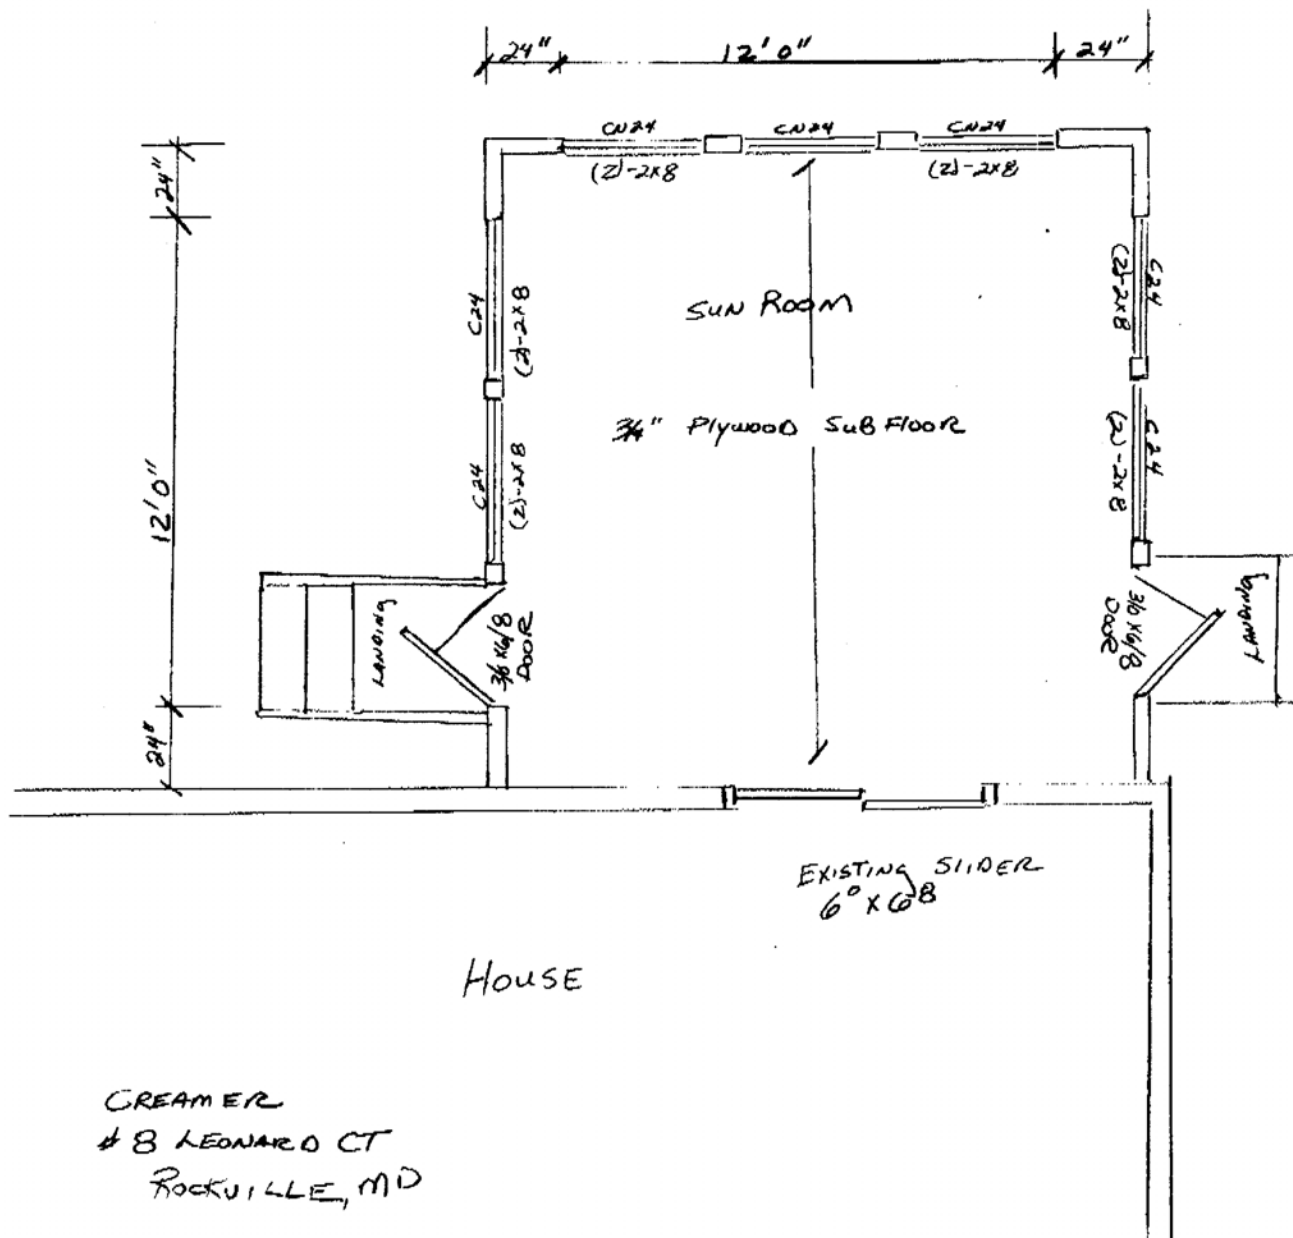 24" 12'0" 24"
CN24 CN24 CN24
(2)-2x8 (2)-2x8
24"
12'0"
24"
C24
(2)-2x8
C24
(2)-2x8
C24
(2)-2x8
C24
(2)-2x8
SUN ROOM
3/4" Plywood SUB FLOOR
LANDING
3/0 x 6/8
DOOR
3/0 x 6/8
DOOR
LANDING
EXISTING SLIDER
6⁰ x 6⁸
HOUSE
CREAMER
# 8 LEONARD CT
ROCKVILLE, MD